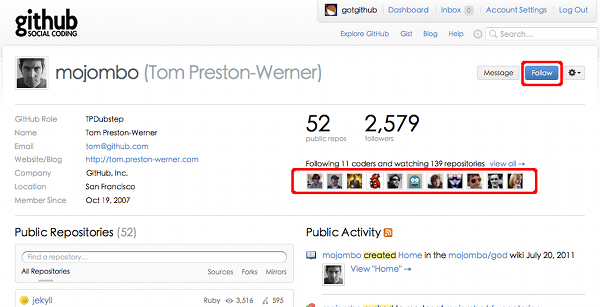 github
SOCIAL CODING
gotgithub | Dashboard | Inbox 0 | Account Settings | Log Out
Explore GitHub Gist Blog Help Search...
mojombo (Tom Preston-Werner)
Message Follow
GitHub Role TPDubstep
Name Tom Preston-Werner
Email tom@github.com
Website/Blog http://tom.preston-werner.com
Company GitHub, Inc.
Location San Francisco
Member Since Oct 19, 2007
52 2,579
public repos followers
Following 11 coders and watching 139 repositories view all →
Public Repositories (52)
Find a repository...
All Repositories Sources Forks Mirrors
jekyll Ruby 3,516 595
Public Activity
mojombo created Home in the mojombo/god wiki July 20, 2011
View "Home" →